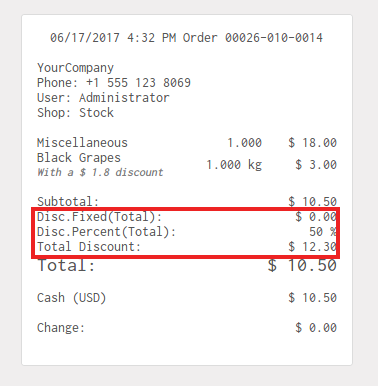 06/17/2017 4:32 PM Order 00026-010-0014
YourCompany
Phone: +1 555 123 8069
User: Administrator
Shop: Stock
Miscellaneous 1.000 $ 18.00
Black Grapes 1.000 kg $ 3.00
With a $ 1.8 discount
Subtotal: $ 10.50
Disc.Fixed(Total): $ 0.00
Disc.Percent(Total): 50 %
Total Discount: $ 12.30
Total: $ 10.50
Cash (USD) $ 10.50
Change: $ 0.00